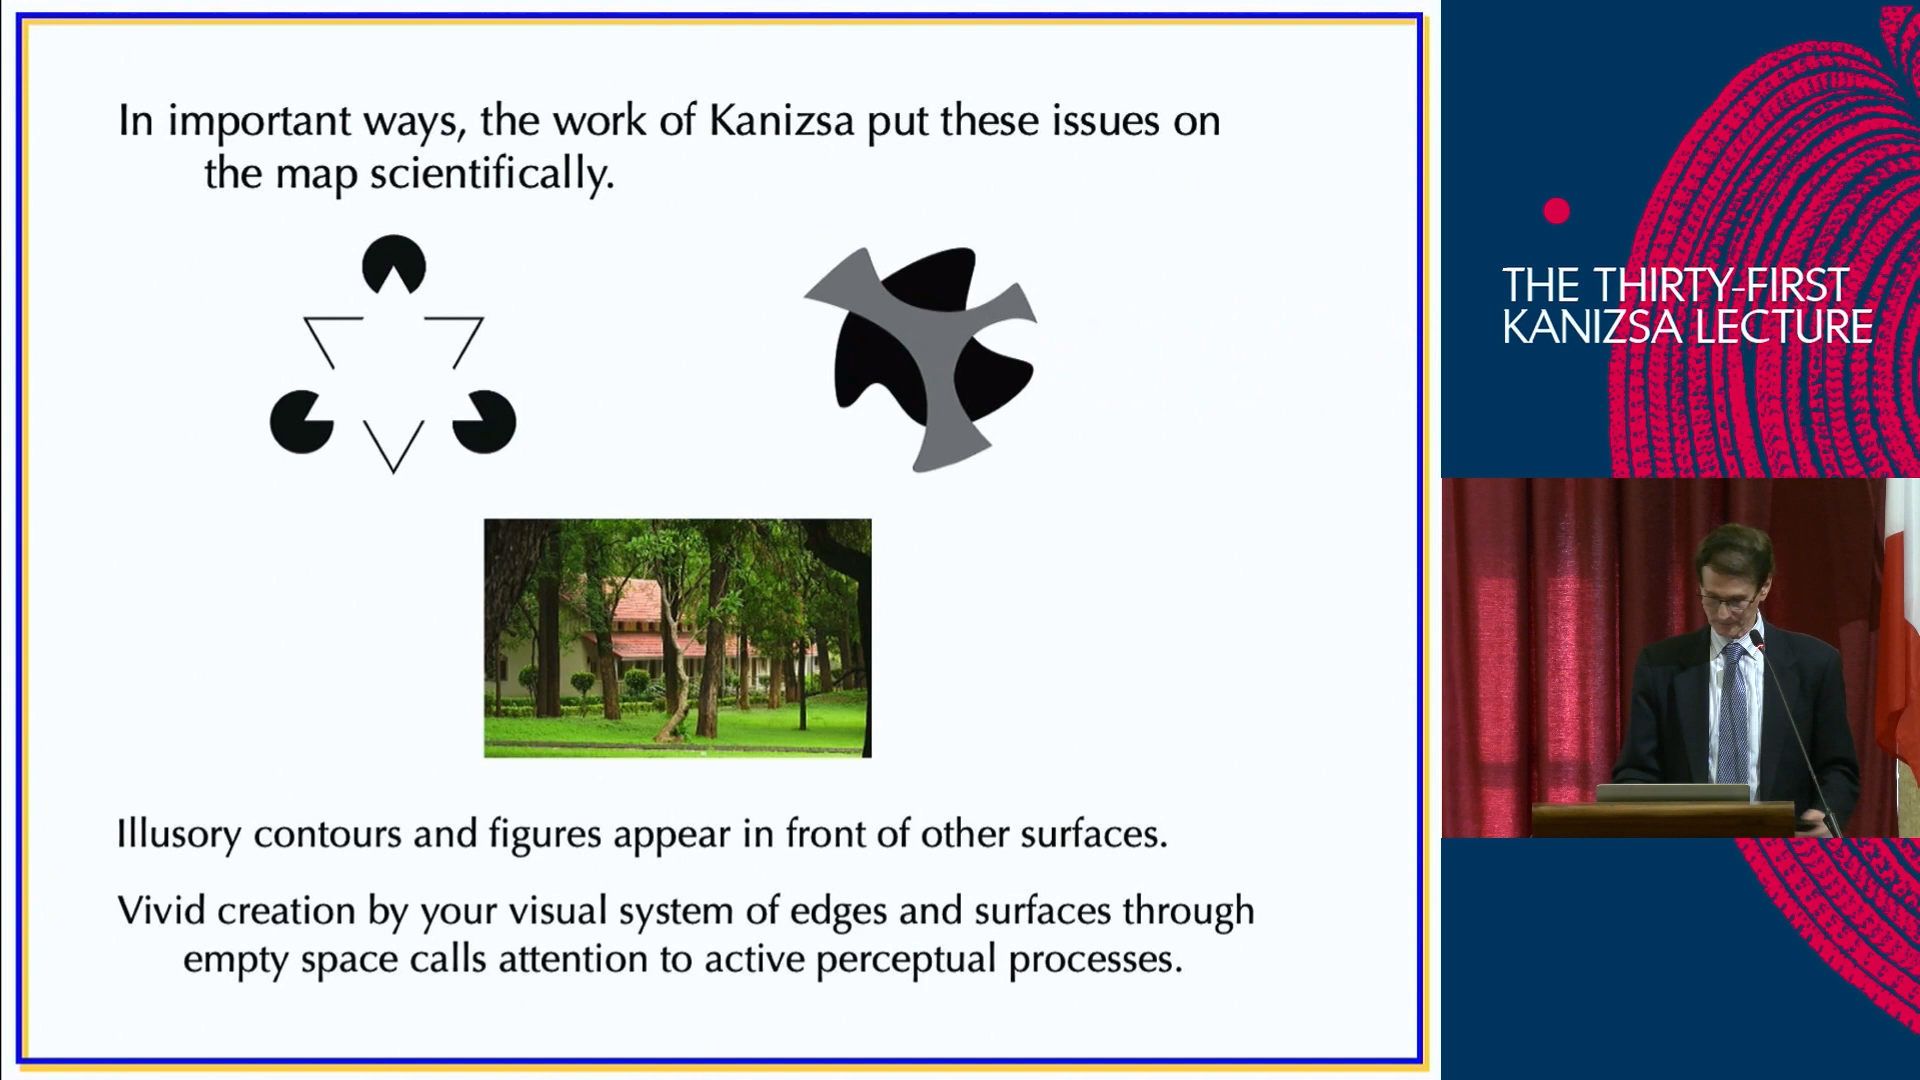 In important ways, the work of Kanizsa put these issues on
the map scientifically.
Illusory contours and figures appear in front of other surfaces.
Vivid creation by your visual system of edges and surfaces through
empty space calls attention to active perceptual processes.
THE THIRTY-FIRST
KANIZSA LECTURE